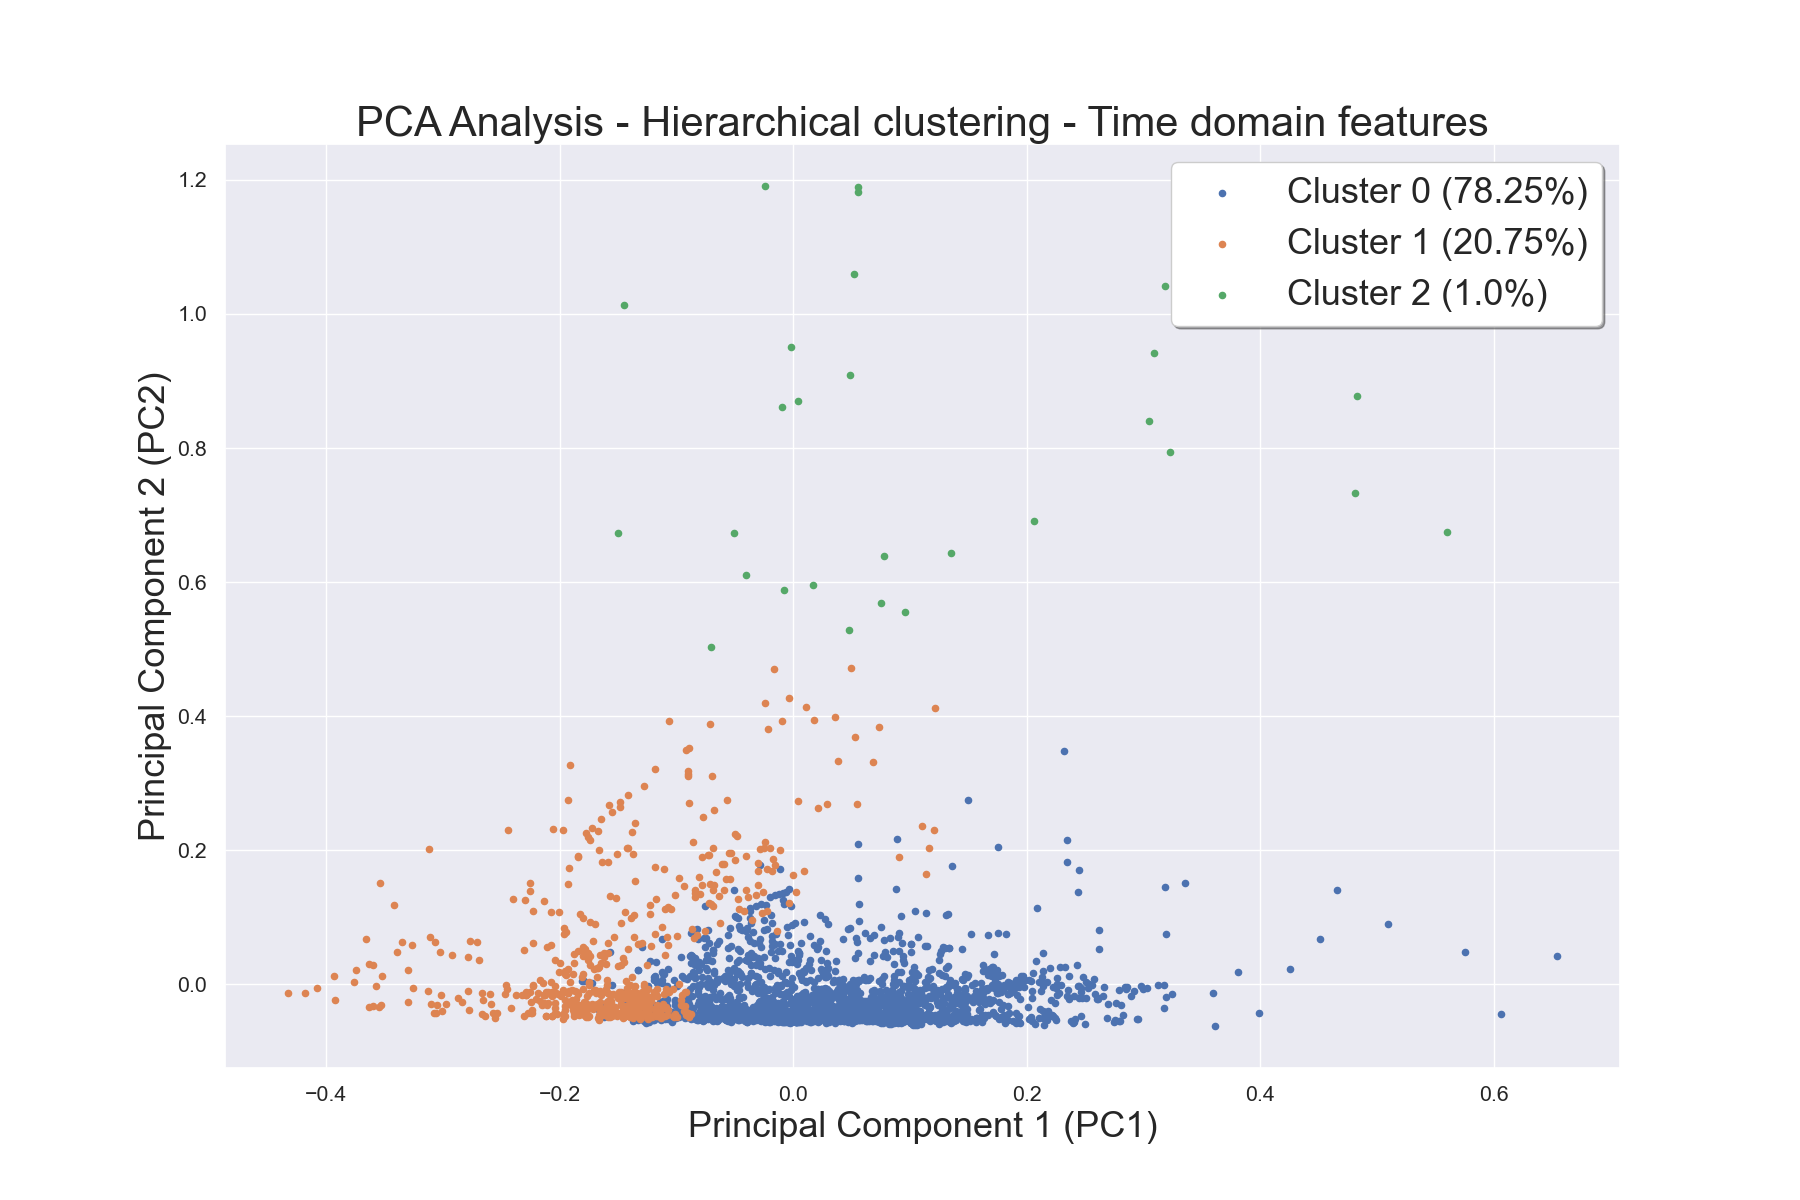 PCA Analysis - Hierarchical clustering - Time domain features
Cluster 0 (78.25%)
Cluster 1 (20.75%)
Cluster 2 (1.0%)
Principal Component 2 (PC2)
1.2
1.0
0.8
0.6
0.4
0.2
0.0
−0.4
−0.2
0.0
0.2
0.4
0.6
Principal Component 1 (PC1)